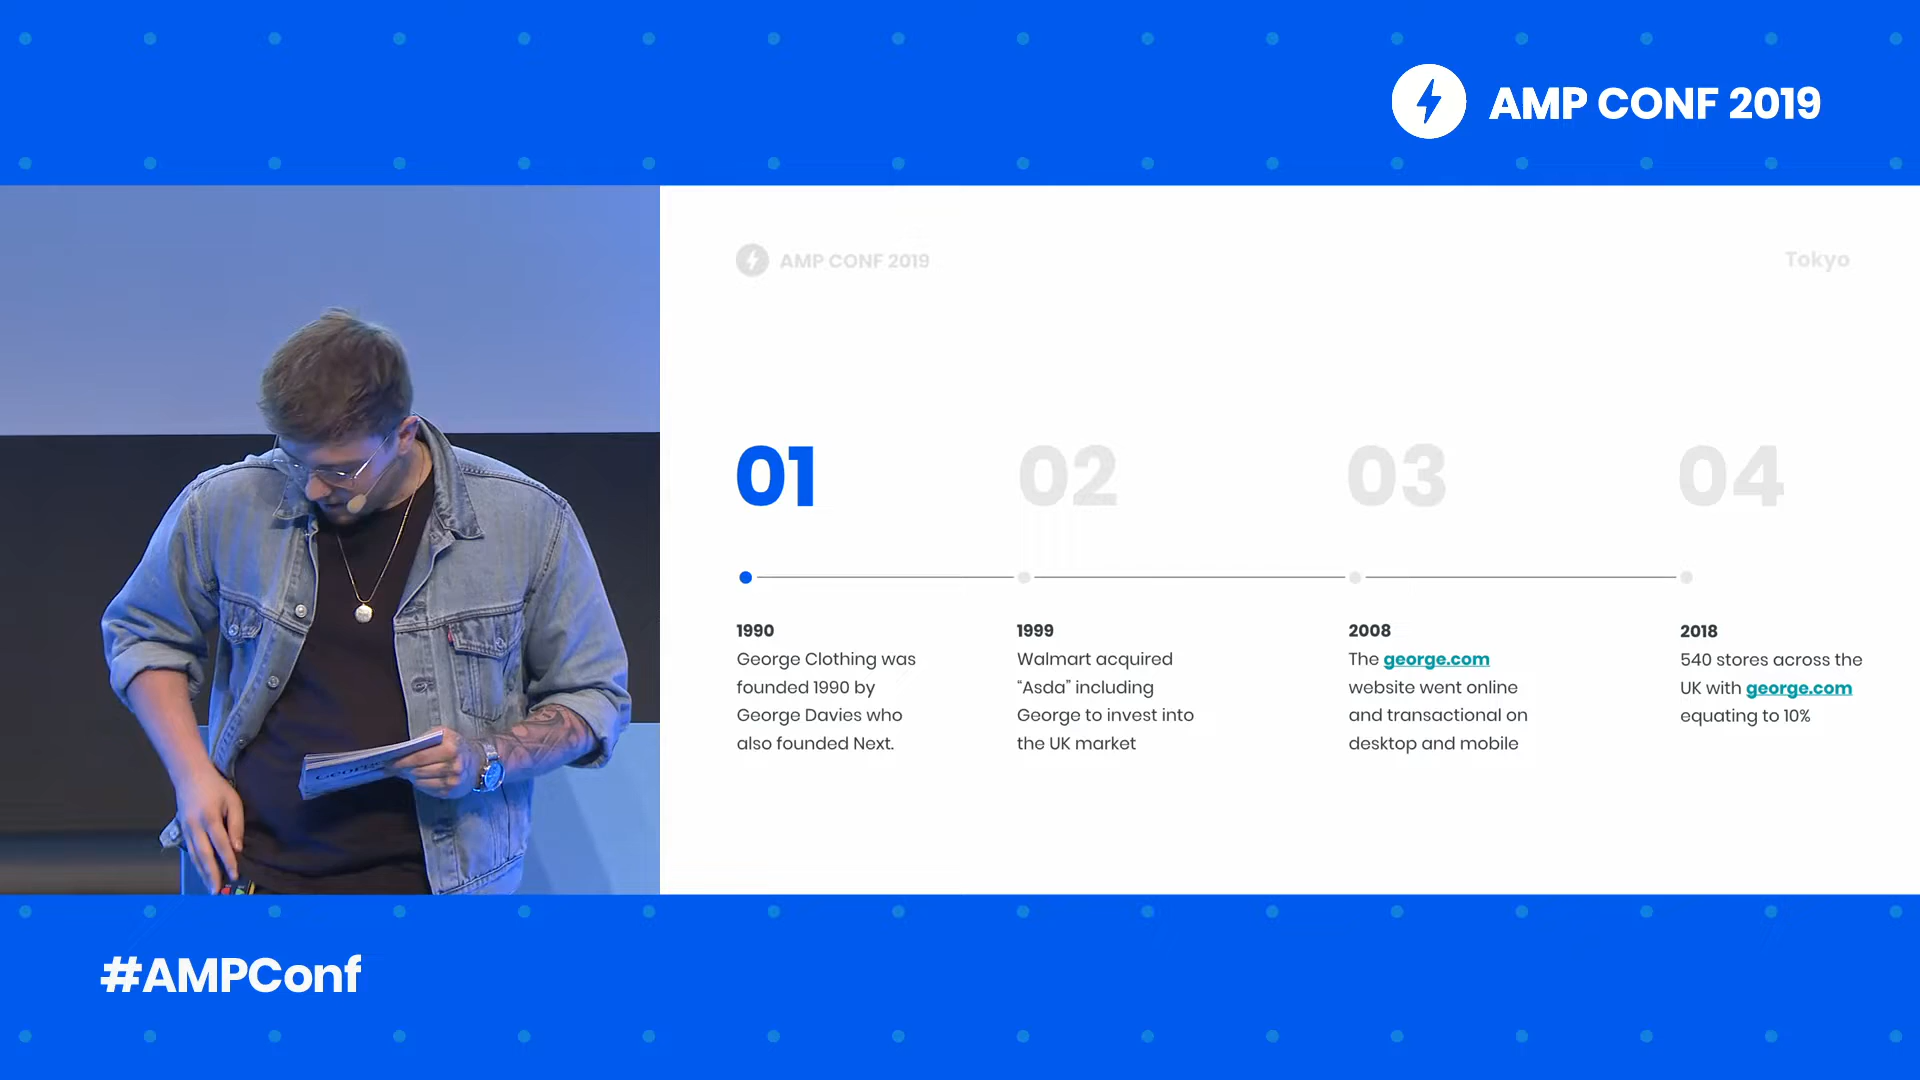 AMP CONF 2019
AMP CONF 2019
Tokyo
01
02
03
04
1990
George Clothing was
founded 1990 by
George Davies who
also founded Next.
1999
Walmart acquired
“Asda” including
George to invest into
the UK market
2008
The george.com
website went online
and transactional on
desktop and mobile
2018
540 stores across the
UK with george.com
equating to 10%
George
#AMPConf